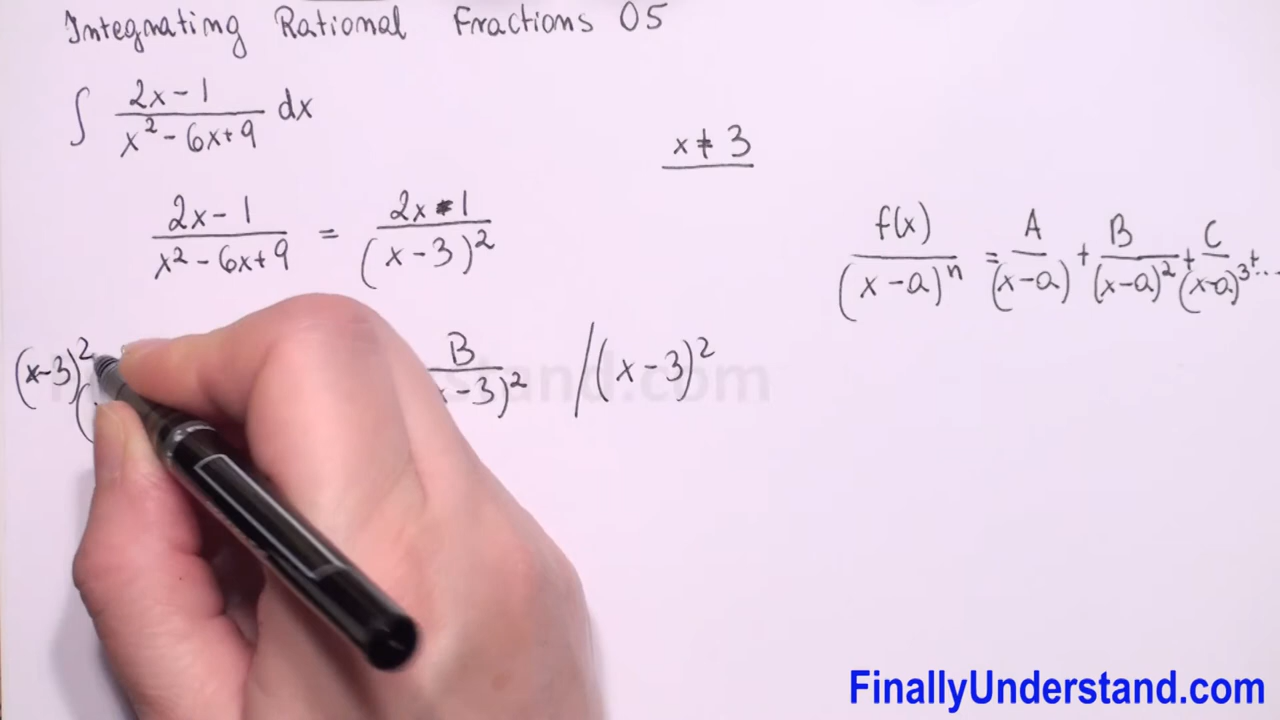 Integrating Rational Fractions 05
∫ (2x-1)/(x²-6x+9) dx
x ≠ 3
(2x-1)/(x²-6x+9) = (2x-1)/(x-3)²
f(x)/(x-a)ⁿ = A/(x-a) + B/(x-a)² + C/(x-a)³ + ...
(x-3)² ( B/(x-3)² /(x-3)²
FinallyUnderstand.com